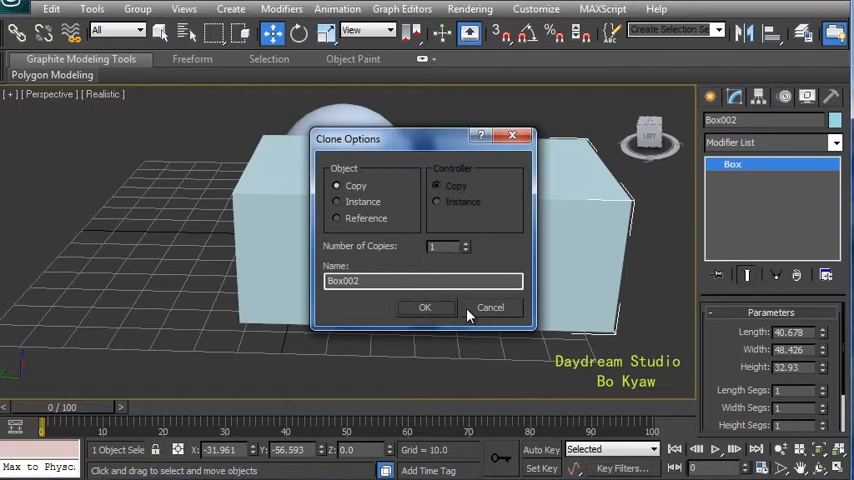 Edit Tools Group Views Create Modifiers Animation Graph Editors Rendering Customize MAXScript Help
All View Create Selection Se
Graphite Modeling Tools Freeform Selection Object Paint
Polygon Modeling
[ + ] [ Perspective ] [ Realistic ]
LEFT
Box002
Modifier List
Box
Clone Options
Object Controller
Copy Copy
Instance Instance
Reference
Number of Copies: 1
Name:
Box002
OK Cancel
Parameters
Length: 40.678
Width: 48.426
Height: 32.93
Length Segs: 1
Width Segs: 1
Height Segs: 1
Daydream Studio
Bo Kyaw
0 / 100
0 10 20 30 40 50 60 70 80 90 100
1 Object Sele X: -31.961 Y: -56.593 Z: 0.0 Grid = 10.0 Auto Key Selected
Max to Physc Click and drag to select and move objects Add Time Tag Set Key Key Filters... 0